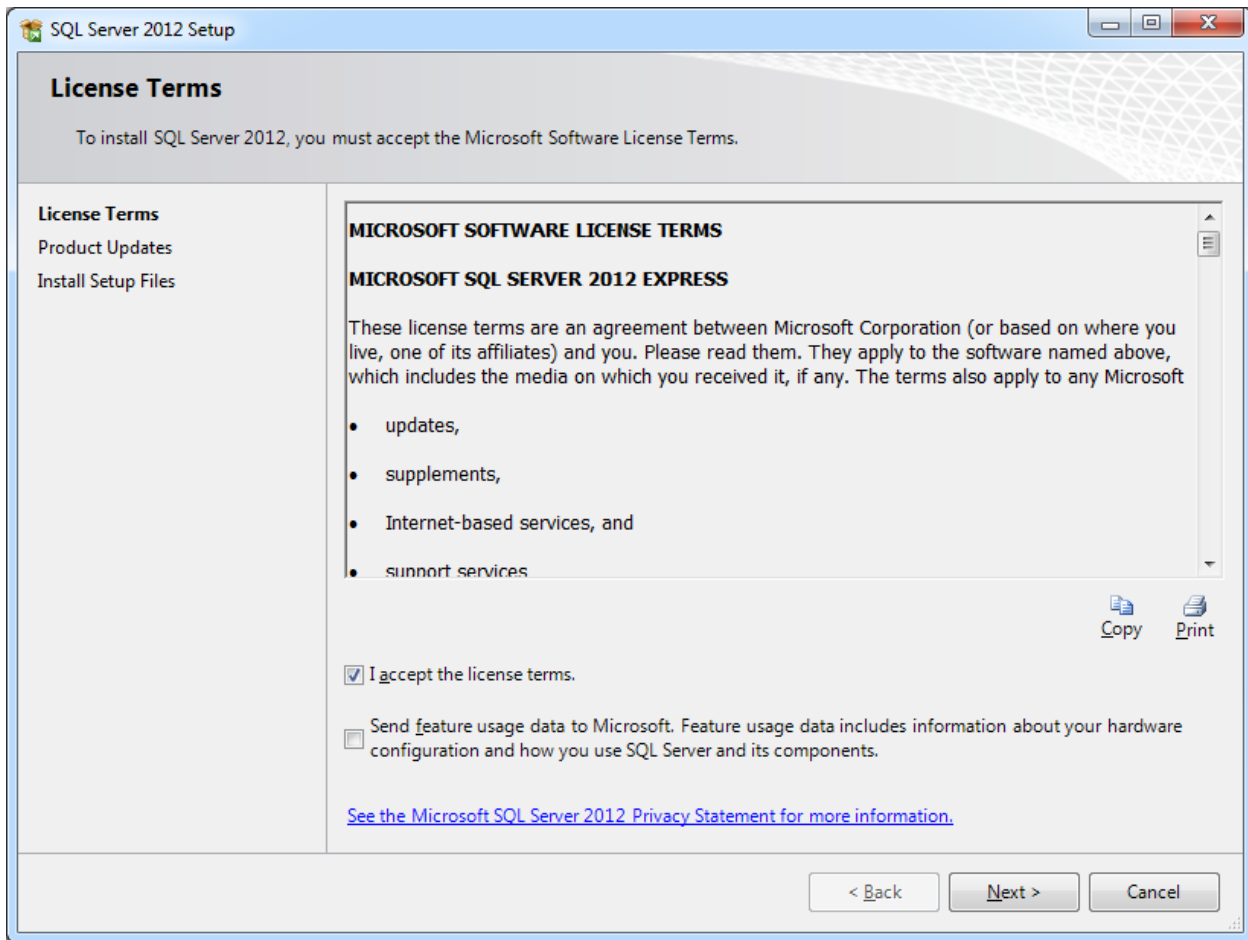 SQL Server 2012 Setup
License Terms
To install SQL Server 2012, you must accept the Microsoft Software License Terms.
License Terms
Product Updates
Install Setup Files
MICROSOFT SOFTWARE LICENSE TERMS
MICROSOFT SQL SERVER 2012 EXPRESS
These license terms are an agreement between Microsoft Corporation (or based on where you
live, one of its affiliates) and you. Please read them. They apply to the software named above,
which includes the media on which you received it, if any. The terms also apply to any Microsoft
• updates,
• supplements,
• Internet-based services, and
• support services
Copy Print
I accept the license terms.
Send feature usage data to Microsoft. Feature usage data includes information about your hardware
configuration and how you use SQL Server and its components.
See the Microsoft SQL Server 2012 Privacy Statement for more information.
< Back Next > Cancel